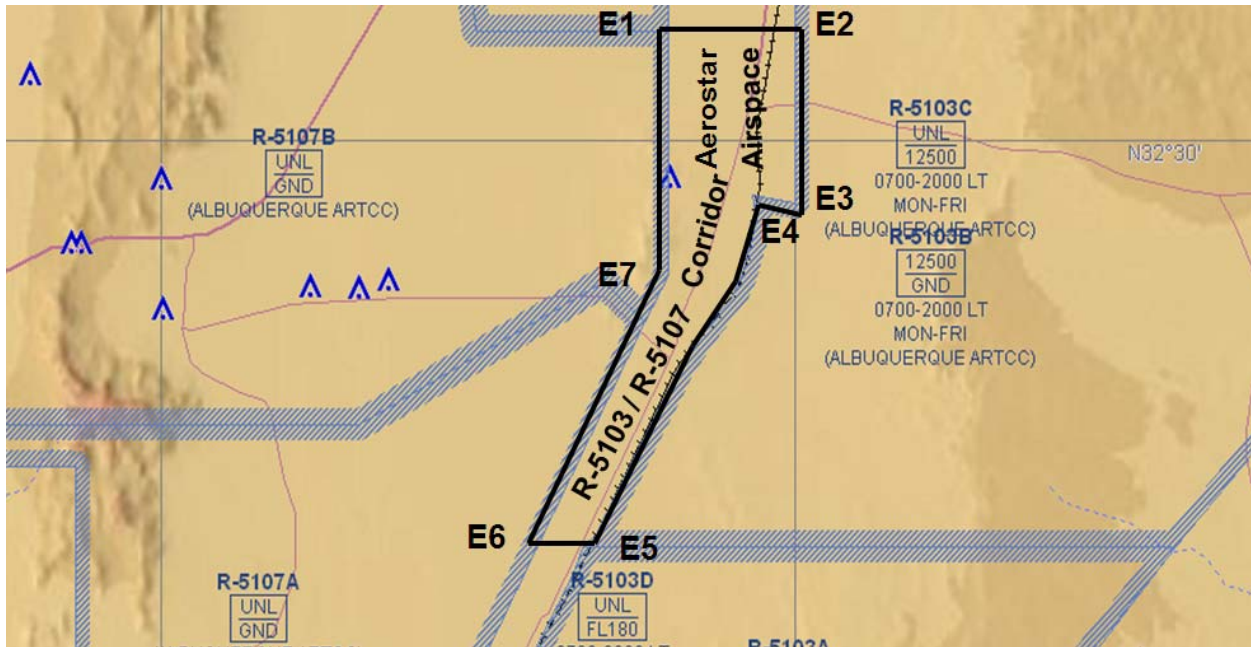 E1
E2
Aerostar
Airspace
R-5103 / R-5107 Corridor
R-5107B
UNL
GND
(ALBUQUERQUE ARTCC)
R-5103C
UNL
12500
0700-2000 LT
MON-FRI
(ALBUQUERQUE ARTCC)
N32°30'
E3
E4
R-5103B
12500
GND
0700-2000 LT
MON-FRI
(ALBUQUERQUE ARTCC)
E7
E6
E5
R-5107A
UNL
GND
R-5103D
UNL
FL180